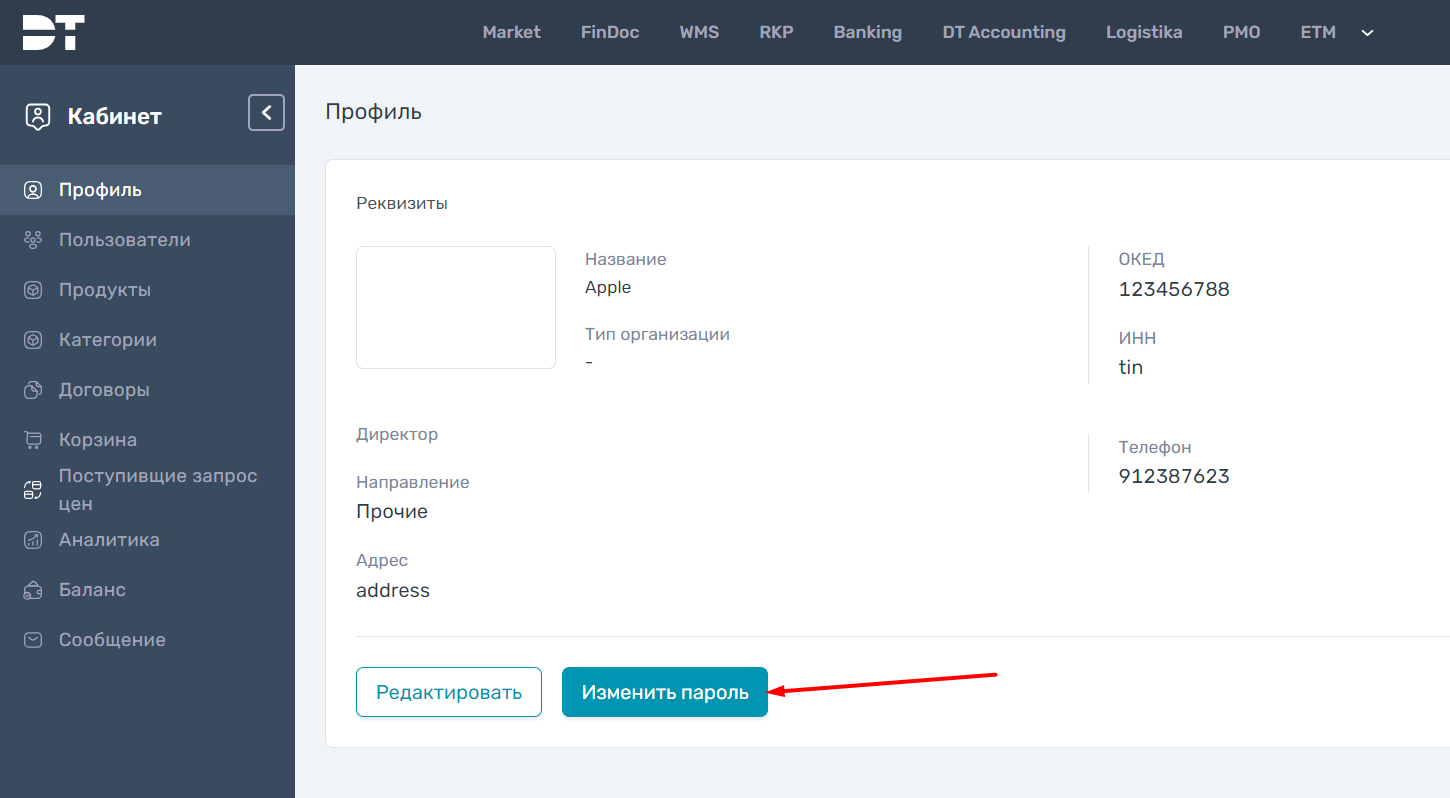 DT
Market FinDoc WMS RKP Banking DT Accounting Logistika PMO ETM
Кабинет
Профиль
Пользователи
Продукты
Категории
Договоры
Корзина
Поступивщие запрос
цен
Аналитика
Баланс
Сообщение
Профиль
Реквизиты
Название
Apple
Тип организации
-
ОКЕД
123456788
ИНН
tin
Директор
Направление
Прочие
Адрес
address
Телефон
912387623
Редактировать
Изменить пароль